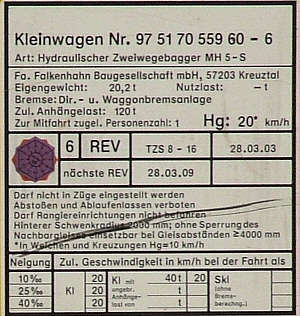 Kleinwagen Nr. 97 51 70 559 60 - 6
Art: Hydraulischer Zweiwegebagger MH 5-S
Fa. Falkenhahn Baugesellschaft mbH, 57203 Kreuztal
Eigengewicht: 20,2 t Nutzlast: - t
Bremse: Dir.- u. Waggonbremsanlage
Zul. Anhängelast: 120 t
Zur Mitfahrt zugel. Personenzahl: 1 Hg: 20* km/h
6 REV TZS 8 - 16 28.03.03
nächste REV 28.03.09
Darf nicht in Züge eingestellt werden
Abstoßen und Ablaufenlassen verboten
Darf Rangiereinrichtungen nicht befahren
Hinterer Schwenkradius 2000 mm; ohne Sperrung des
Nachbargleises einsetzbar bei Gleisabständen ≥4000 mm
*in Weichen und Kreuzungen Hg=10 km/h
Neigung Zul. Geschwindigkeit in km/h bei der Fahrt als
10 ‰ 20 40 t 20
25 ‰ Kl 20 Kl mit ungebr. Anhängelast von t Skl (ohne Bremsberechnung.)
40 ‰ 20 t